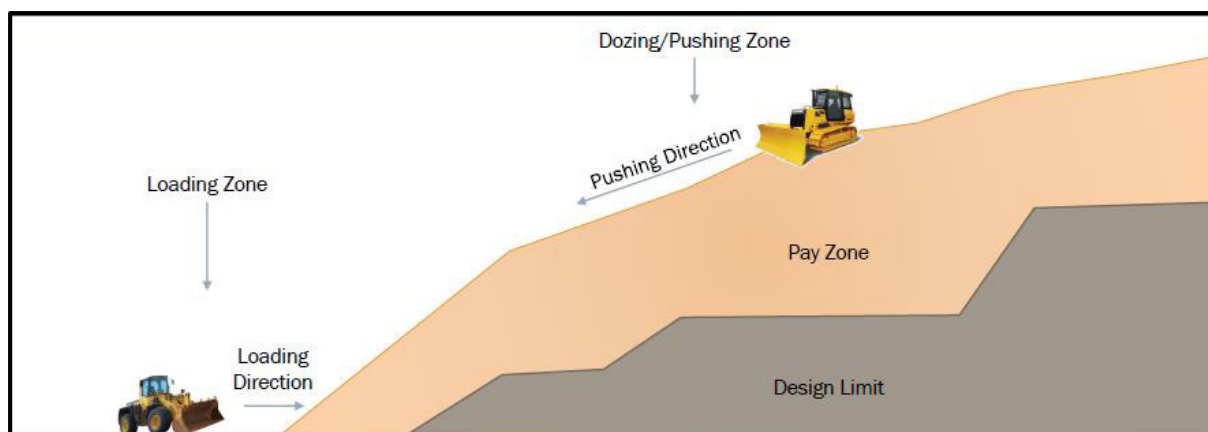 Dozing/Pushing Zone
Pushing Direction
Loading Zone
Loading
Direction
Pay Zone
Design Limit